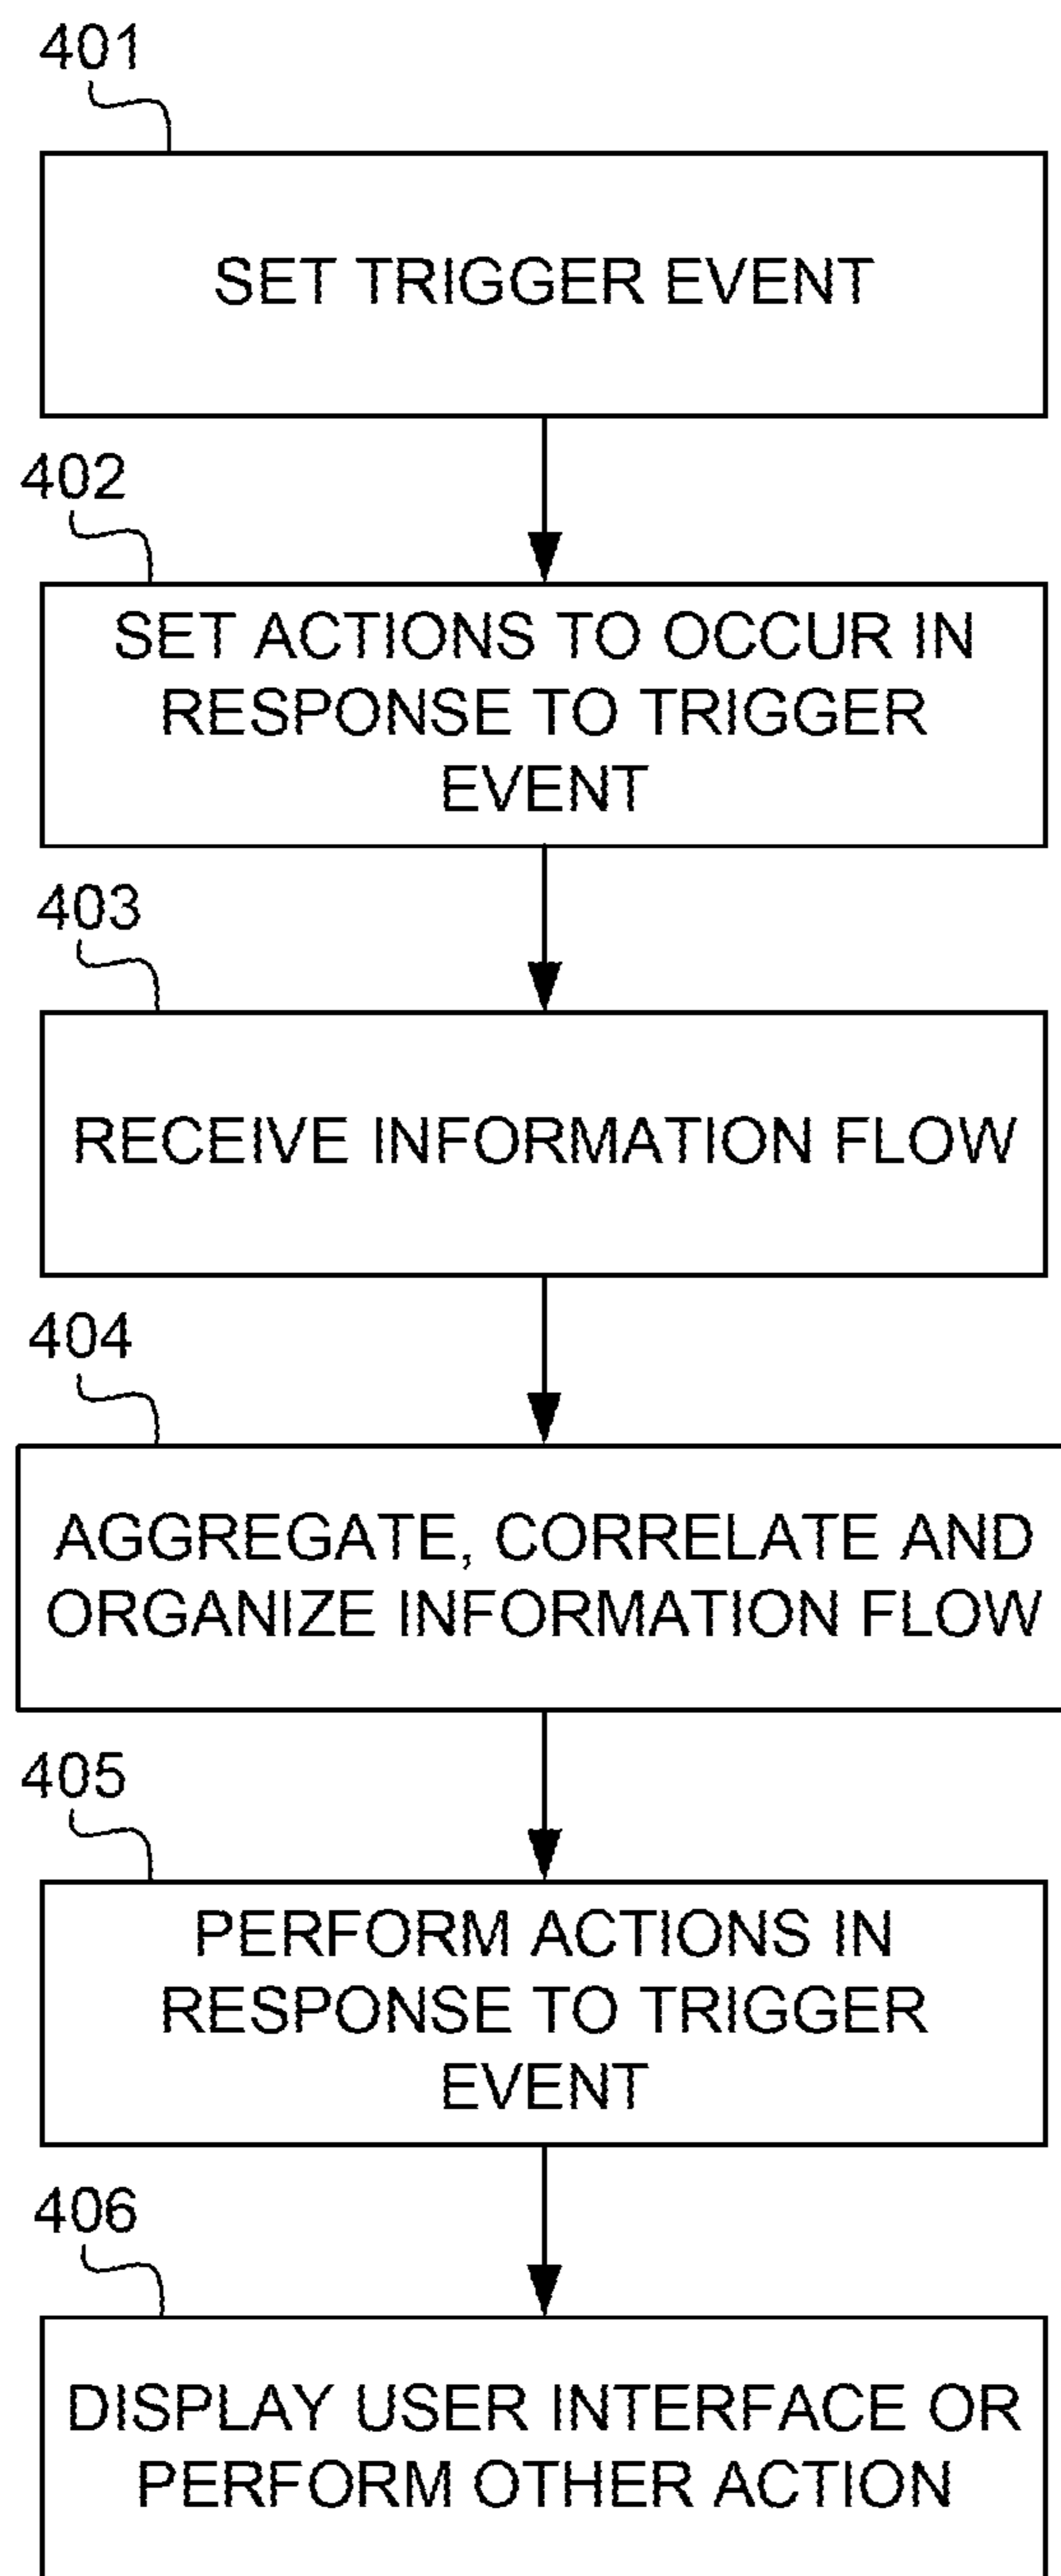 401
SET TRIGGER EVENT
402
SET ACTIONS TO OCCUR IN
RESPONSE TO TRIGGER
EVENT
403
RECEIVE INFORMATION FLOW
404
AGGREGATE, CORRELATE AND
ORGANIZE INFORMATION FLOW
405
PERFORM ACTIONS IN
RESPONSE TO TRIGGER
EVENT
406
DISPLAY USER INTERFACE OR
PERFORM OTHER ACTION